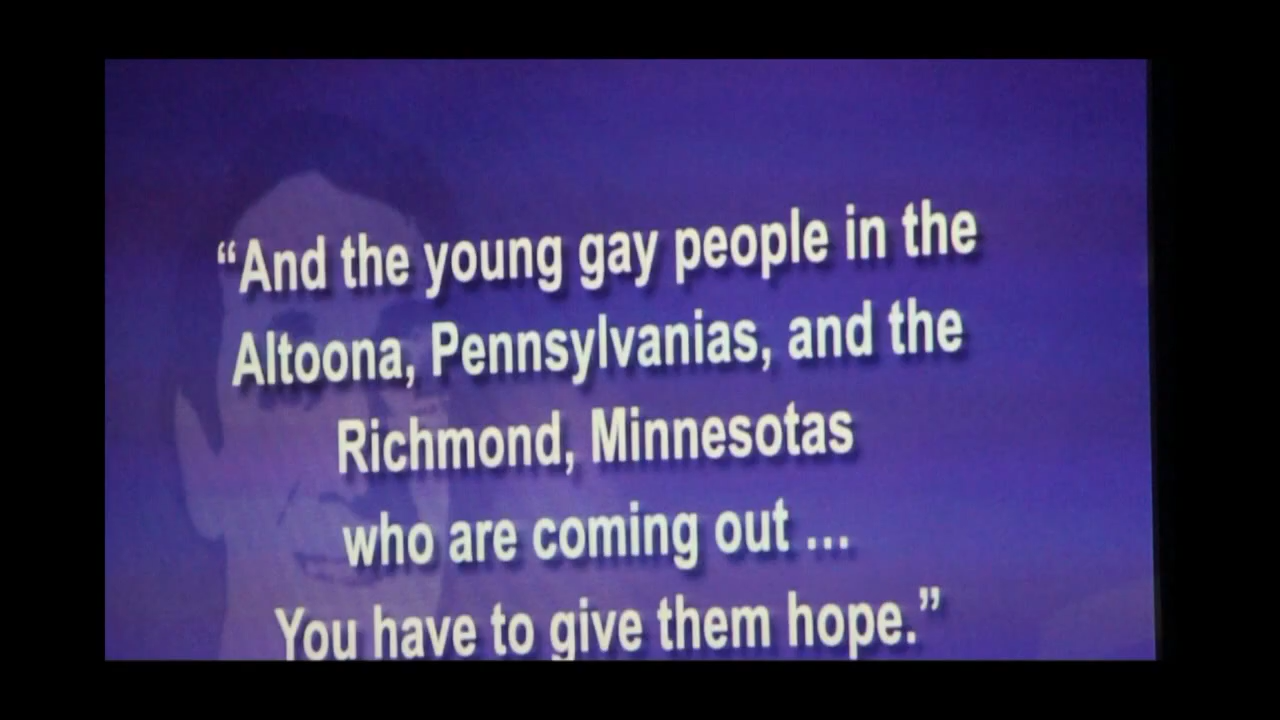 “And the young gay people in the
Altoona, Pennsylvanias, and the
Richmond, Minnesotas
who are coming out ...
You have to give them hope.”